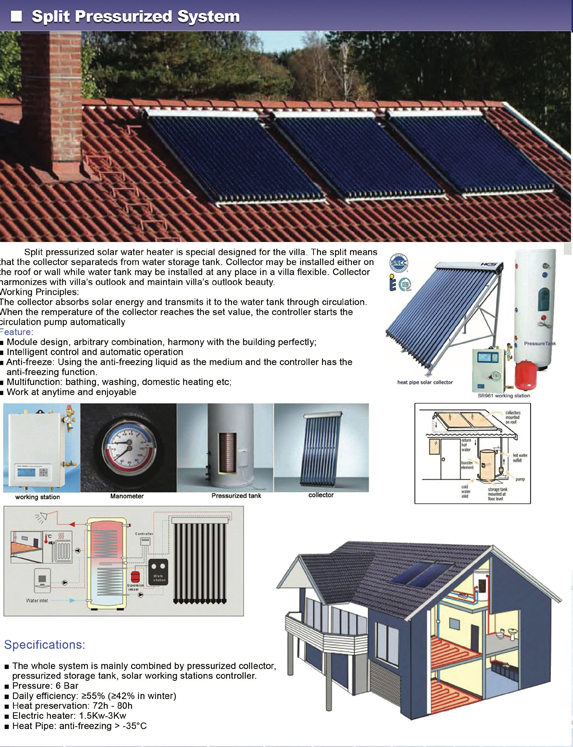 ■ Split Pressurized System
Split pressurized solar water heater is special designed for the villa. The split means
that the collector separateds from water storage tank. Collector may be installed either on
the roof or wall while water tank may be installed at any place in a villa flexible. Collector
harmonizes with villa's outlook and maintain villa's outlook beauty.
Working Principles:
The collector absorbs solar energy and transmits it to the water tank through circulation.
When the remperature of the collector reaches the set value, the controller starts the
circulation pump automatically
Feature:
■ Module design, arbitrary combination, harmony with the building perfectly;
■ Intelligent control and automatic operation
■ Anti-freeze: Using the anti-freezing liquid as the medium and the controller has the
anti-freezing function.
■ Multifunction: bathing, washing, domestic heating etc;
■ Work at anytime and enjoyable
PressureTank
heat pipe solar collector
SR961 working station
working station
Manometer
Pressurized tank
collector
collectors
mounted
on roof
return
hot
water
booster
element
hot water
outlet
pump
cold
water
inlet
storage tank
mounted at
floor level
Controller
Expansion
vessel
Work
station
Water inlet
Specifications:
■ The whole system is mainly combined by pressurized collector,
pressurized storage tank, solar working stations controller.
■ Pressure: 6 Bar
■ Daily efficiency: ≥55% (≥42% in winter)
■ Heat preservation: 72h - 80h
■ Electric heater: 1.5Kw-3Kw
■ Heat Pipe: anti-freezing > -35°C